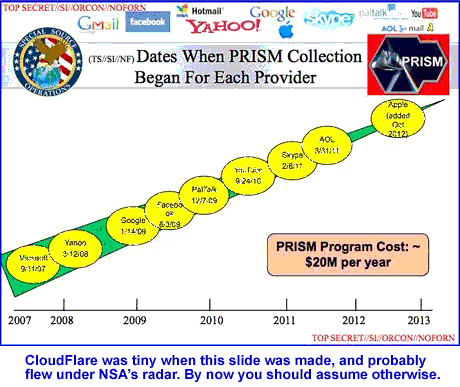 TOP SECRET//SI//ORCON//NOFORN
Gmail facebook Hotmail YAHOO! Google Apple skype paltalk YouTube
AOL mail
SPECIAL SOURCE OPERATIONS
(TS//SI//NF) Dates When PRISM Collection
Began For Each Provider
PRISM
Microsoft
9/11/07
Yahoo
3/12/08
Google
1/14/09
Facebo
ok
6/3/09
PalTalk
12/7/09
YouTube
9/24/10
Skype
2/6/11
AOL
3/31/11
Apple
(added
Oct
2012)
PRISM Program Cost: ~
$20M per year
2007 2008 2009 2010 2011 2012 2013
TOP SECRET//SI//ORCON//NOFORN
CloudFlare was tiny when this slide was made, and probably
flew under NSA's radar. By now you should assume otherwise.